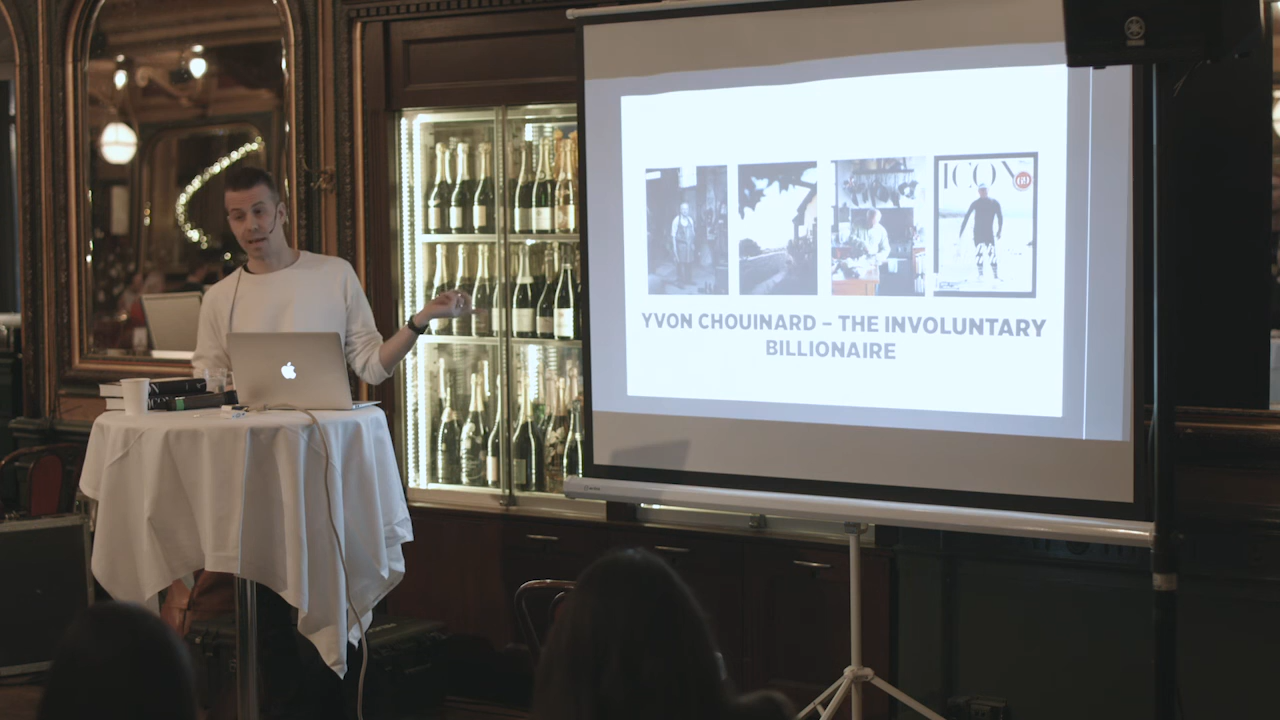 ICON
YVON CHOUINARD – THE INVOLUNTARY
BILLIONAIRE